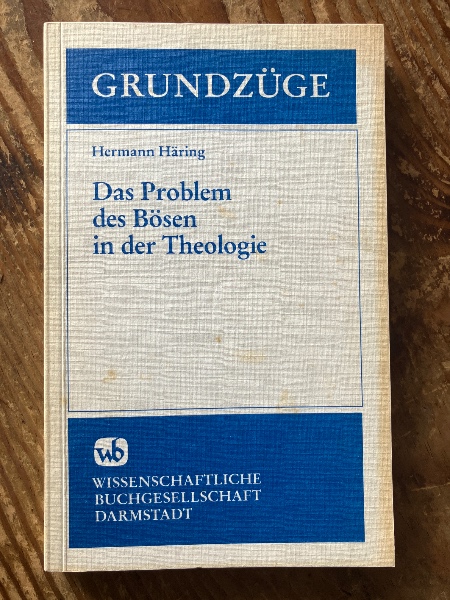 GRUNDZÜGE
Hermann Häring
Das Problem
des Bösen
in der Theologie
wb
WISSENSCHAFTLICHE
BUCHGESELLSCHAFT
DARMSTADT